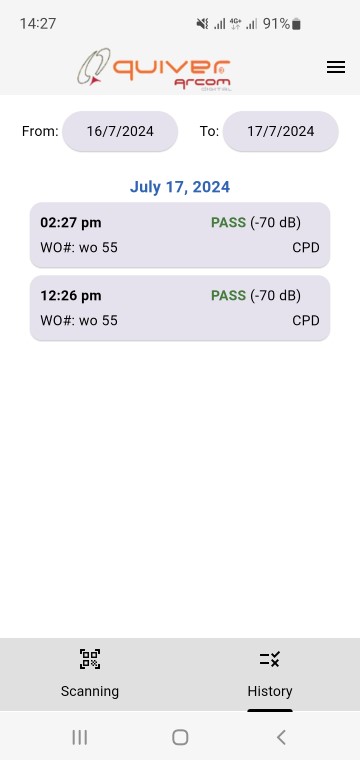 14:27 4G+ 91%
quiver
arcom
DIGITAL
From: 16/7/2024 To: 17/7/2024
July 17, 2024
02:27 pm PASS (-70 dB)
WO#: wo 55 CPD
12:26 pm PASS (-70 dB)
WO#: wo 55 CPD
Scanning History